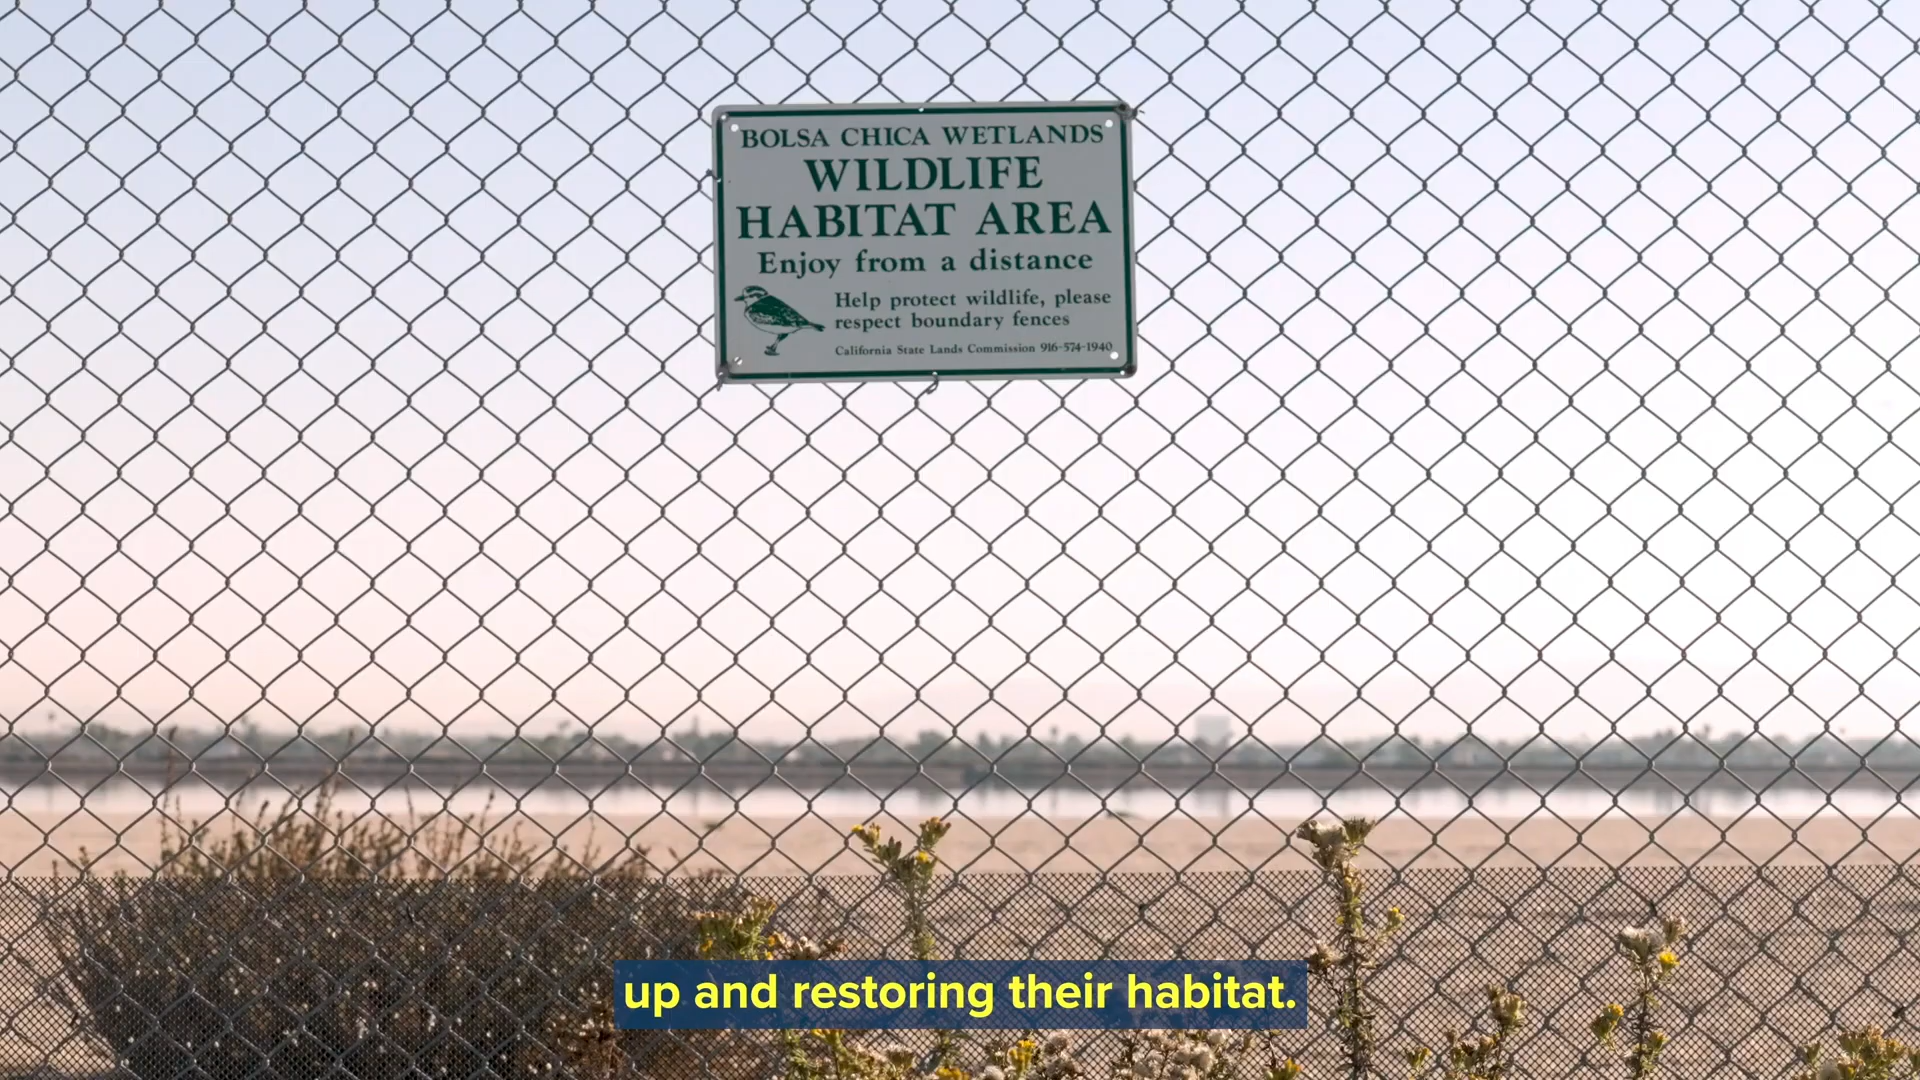 BOLSA CHICA WETLANDS
WILDLIFE
HABITAT AREA
Enjoy from a distance
Help protect wildlife, please
respect boundary fences
California State Lands Commission 916-574-1940
up and restoring their habitat.